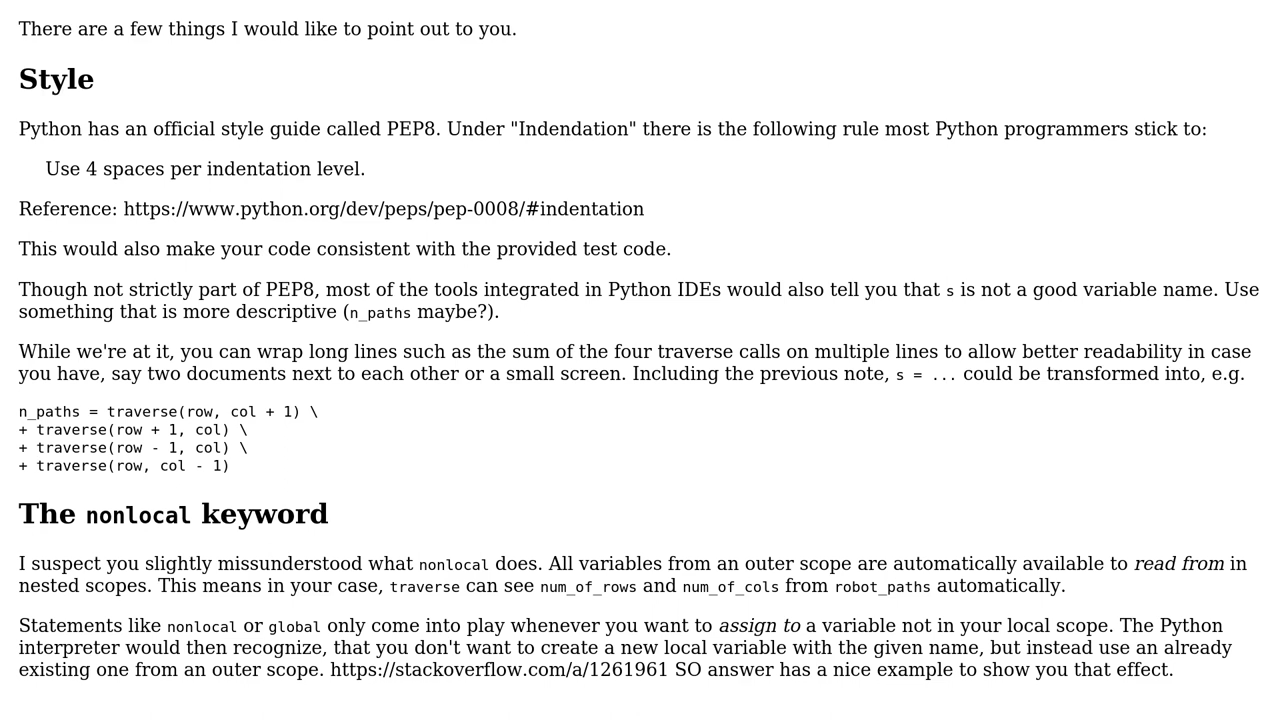 There are a few things I would like to point out to you.
Style
Python has an official style guide called PEP8. Under "Indendation" there is the following rule most Python programmers stick to:
Use 4 spaces per indentation level.
Reference: https://www.python.org/dev/peps/pep-0008/#indentation
This would also make your code consistent with the provided test code.
Though not strictly part of PEP8, most of the tools integrated in Python IDEs would also tell you that s is not a good variable name. Use
something that is more descriptive (n_paths maybe?).
While we're at it, you can wrap long lines such as the sum of the four traverse calls on multiple lines to allow better readability in case
you have, say two documents next to each other or a small screen. Including the previous note, s = ... could be transformed into, e.g.
n_paths = traverse(row, col + 1) \
+ traverse(row + 1, col) \
+ traverse(row - 1, col) \
+ traverse(row, col - 1)
The nonlocal keyword
I suspect you slightly missunderstood what nonlocal does. All variables from an outer scope are automatically available to read from in
nested scopes. This means in your case, traverse can see num_of_rows and num_of_cols from robot_paths automatically.
Statements like nonlocal or global only come into play whenever you want to assign to a variable not in your local scope. The Python
interpreter would then recognize, that you don't want to create a new local variable with the given name, but instead use an already
existing one from an outer scope. https://stackoverflow.com/a/1261961 SO answer has a nice example to show you that effect.